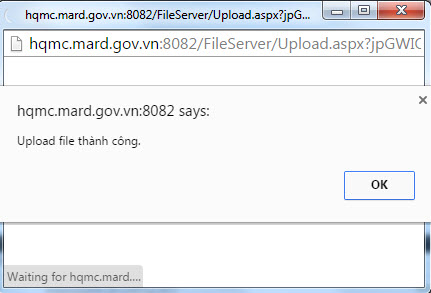 hqmc.mard.gov.vn:8082/FileServer/Upload.aspx?jpG...
hqmc.mard.gov.vn:8082/FileServer/Upload.aspx?jpGWIC
hqmc.mard.gov.vn:8082 says:
Upload file thành công.
OK
Waiting for hqmc.mard....